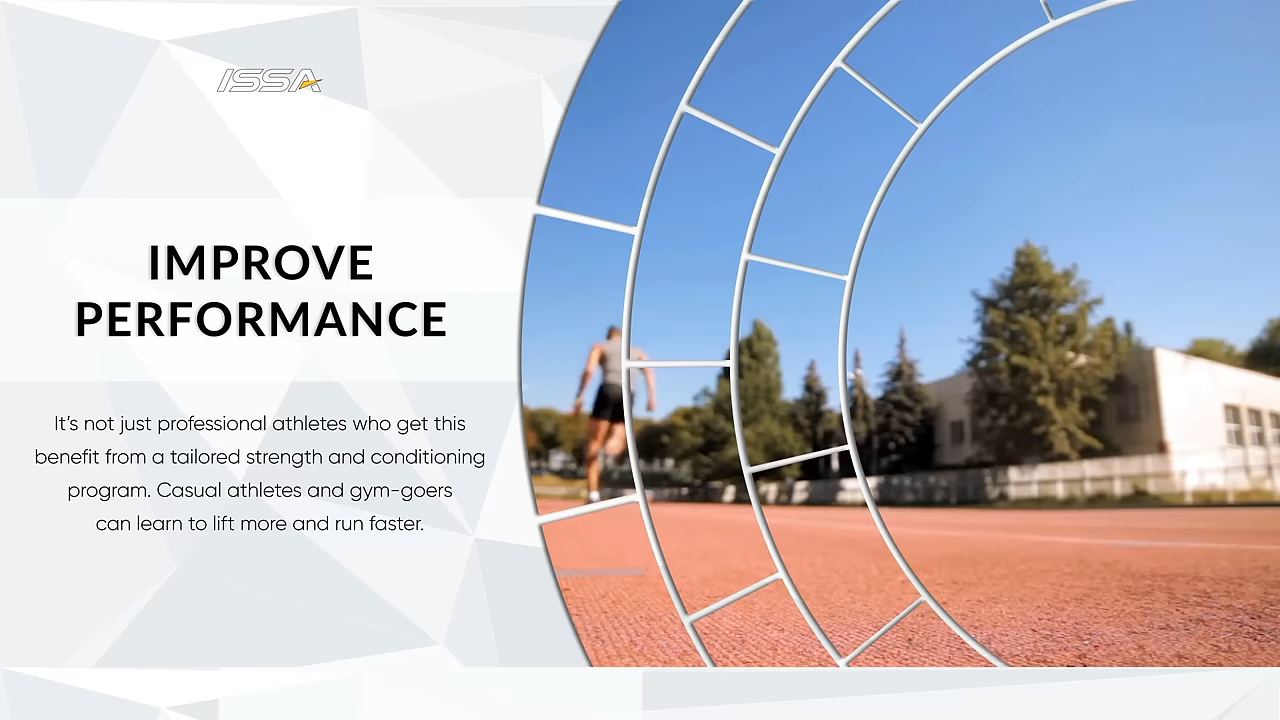 ISSA
IMPROVE
PERFORMANCE
It's not just professional athletes who get this
benefit from a tailored strength and conditioning
program. Casual athletes and gym-goers
can learn to lift more and run faster.